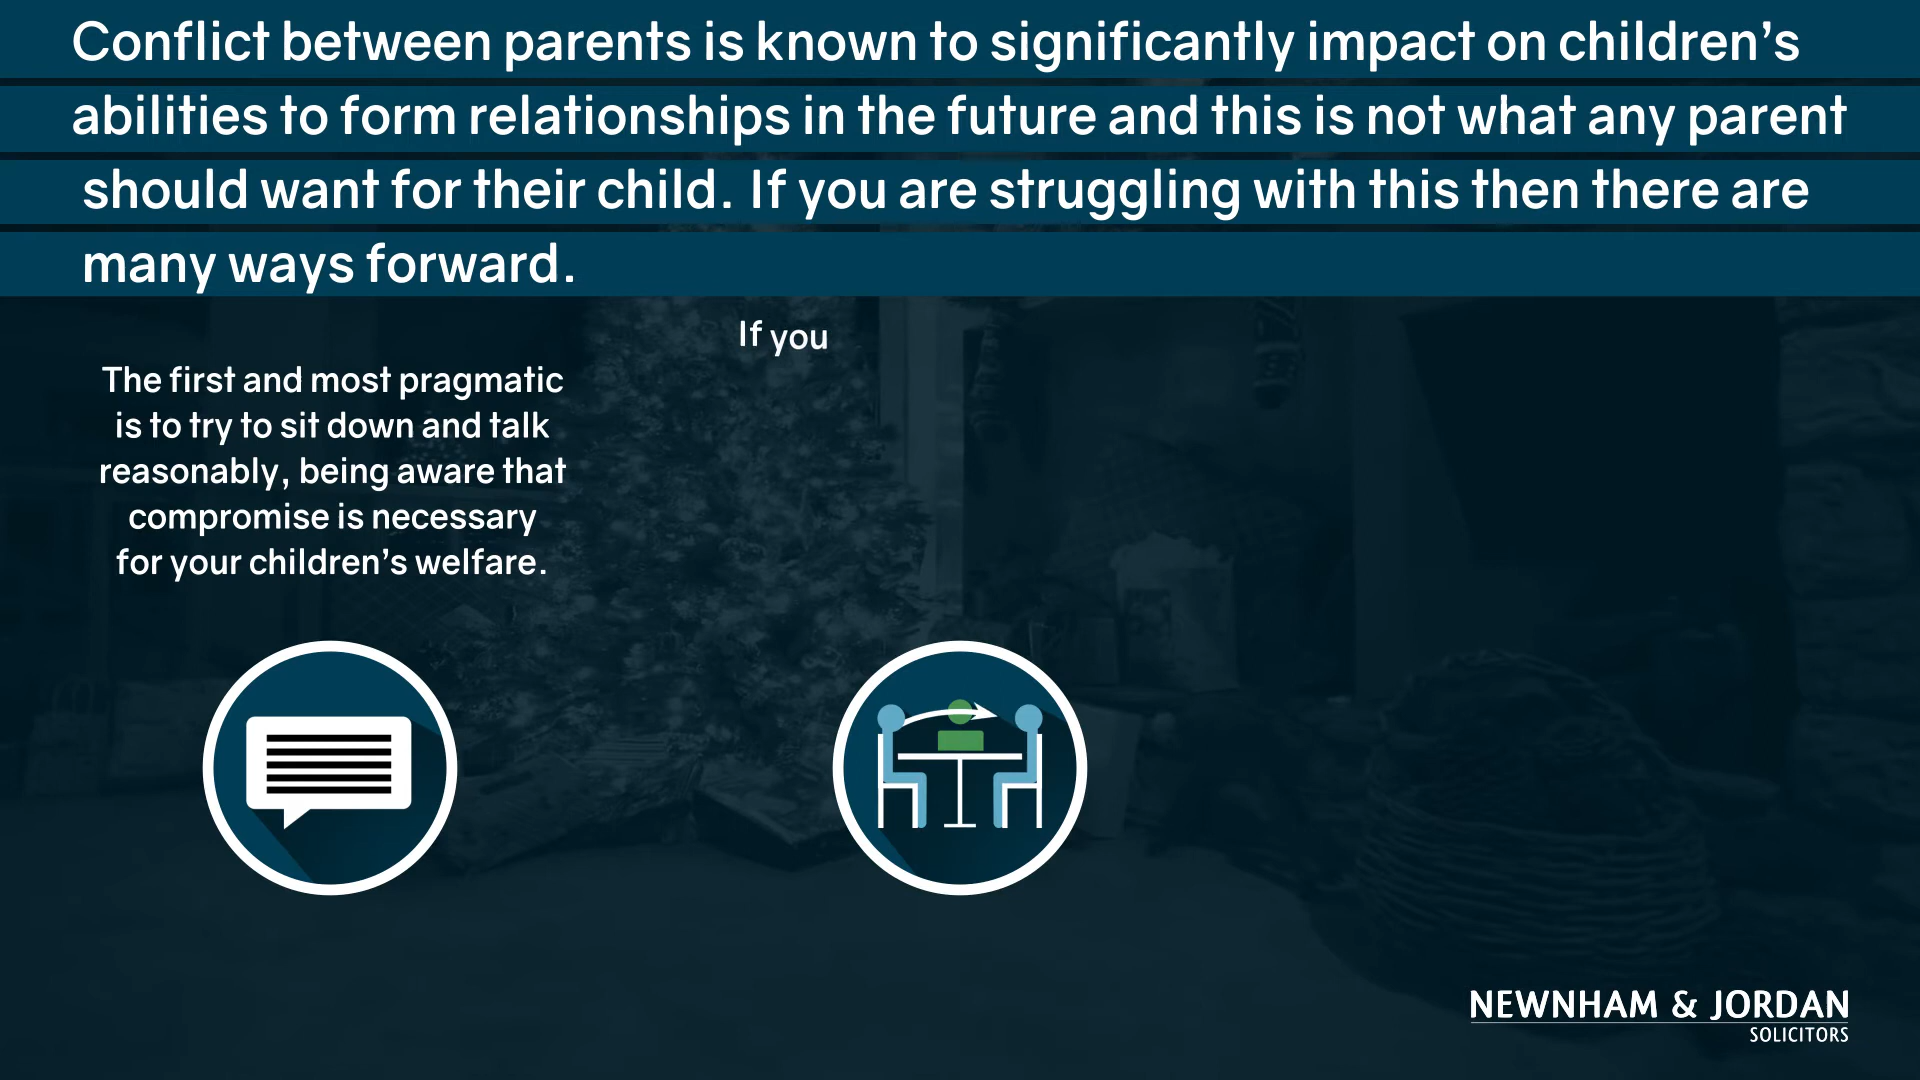 Conflict between parents is known to significantly impact on children’s
abilities to form relationships in the future and this is not what any parent
should want for their child. If you are struggling with this then there are
many ways forward.
The first and most pragmatic
is to try to sit down and talk
reasonably, being aware that
compromise is necessary
for your children’s welfare.
If you
NEWNHAM & JORDAN
SOLICITORS